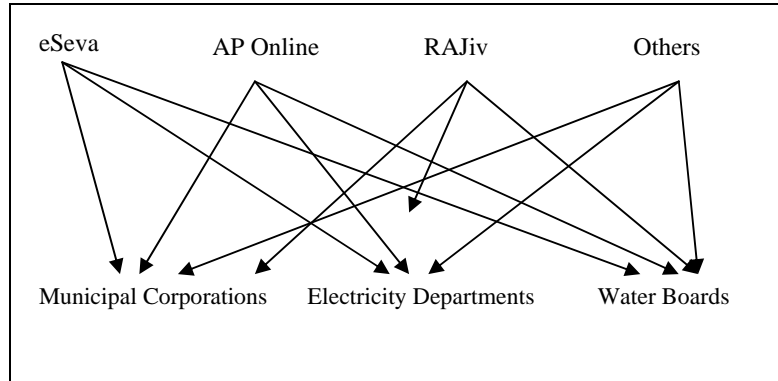 eSeva AP Online RAJiv Others
Municipal Corporations Electricity Departments Water Boards